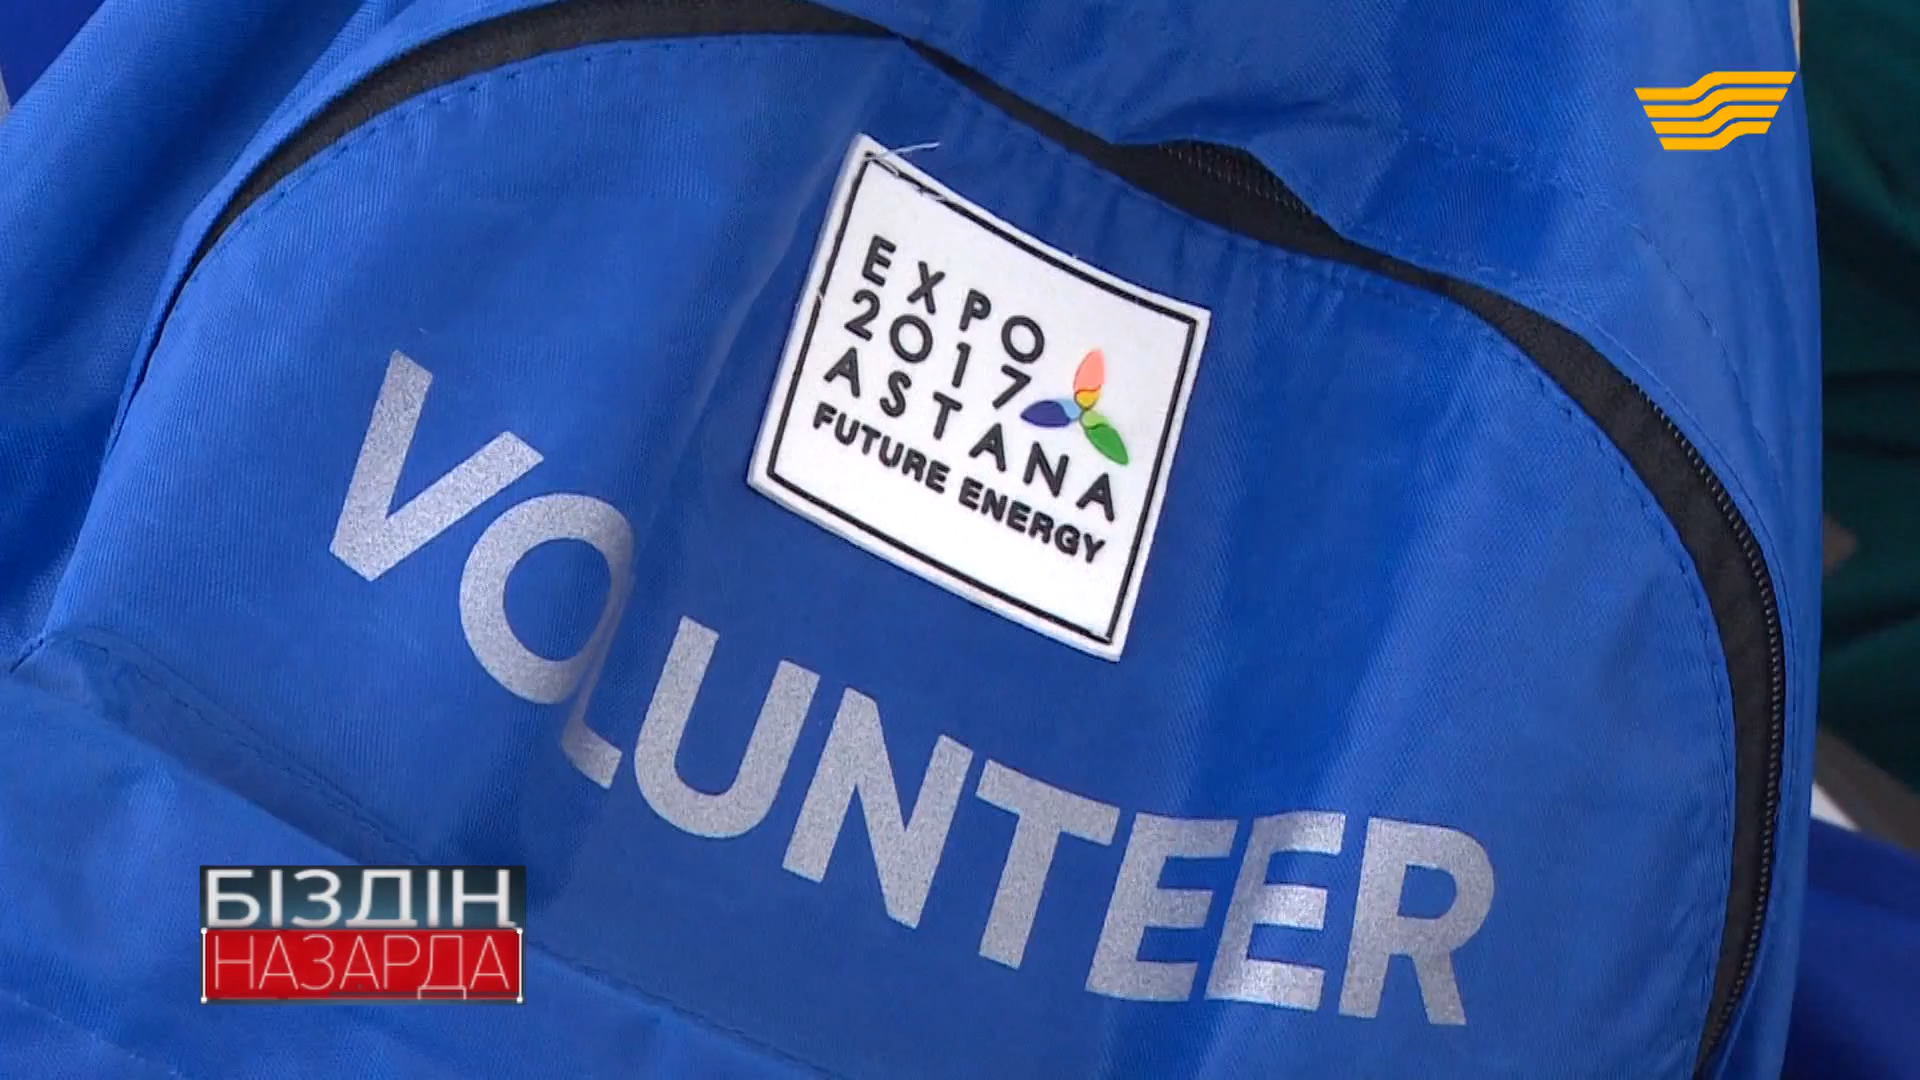 EXPO
2017
ASTANA
FUTURE ENERGY
VOLUNTEER
БІЗДІҢ
НАЗАРДА